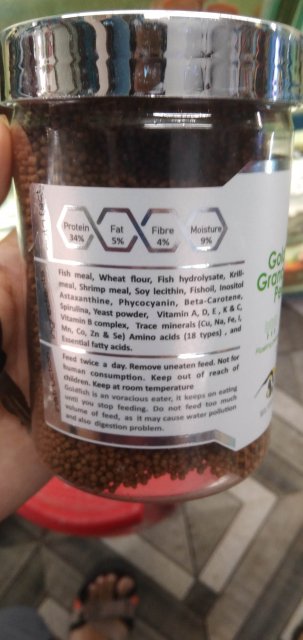 Protein
34%
Fat
5%
Fibre
4%
Moisture
9%
Fish meal, Wheat flour, Fish hydrolysate, Krill-
meal, Shrimp meal, Soy lecithin, Fishoil, Inositol
Astaxanthine, Phycocyanin, Beta-Carotene,
Spirulina, Yeast powder, Vitamin A, D, E, K & C,
Vitamin B complex, Trace minerals (Cu, Na, Fe, I,
Mn, Co, Zn & Se) Amino acids (18 types) , and
Essential fatty acids.
Feed twice a day. Remove uneaten feed. Not for
human consumption. Keep out of reach of
children. Keep at room temperature
Goldfish is an voracious eater, it keeps on eating
until you stop feeding. Do not feed too much
volume of feed, as it may cause water pollution
and also digestion problem.